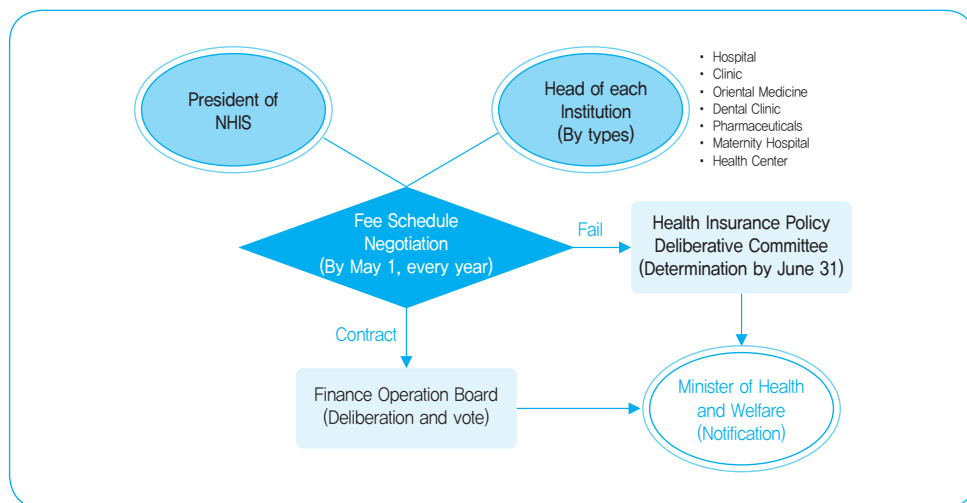 President of
NHIS
Head of each
Institution
(By types)
• Hospital
• Clinic
• Oriental Medicine
• Dental Clinic
• Pharmaceuticals
• Maternity Hospital
• Health Center
Fee Schedule
Negotiation
(By May 1, every year)
Fail
Health Insurance Policy
Deliberative Committee
(Determination by June 31)
Contract
Finance Operation Board
(Deliberation and vote)
Minister of Health
and Welfare
(Notification)